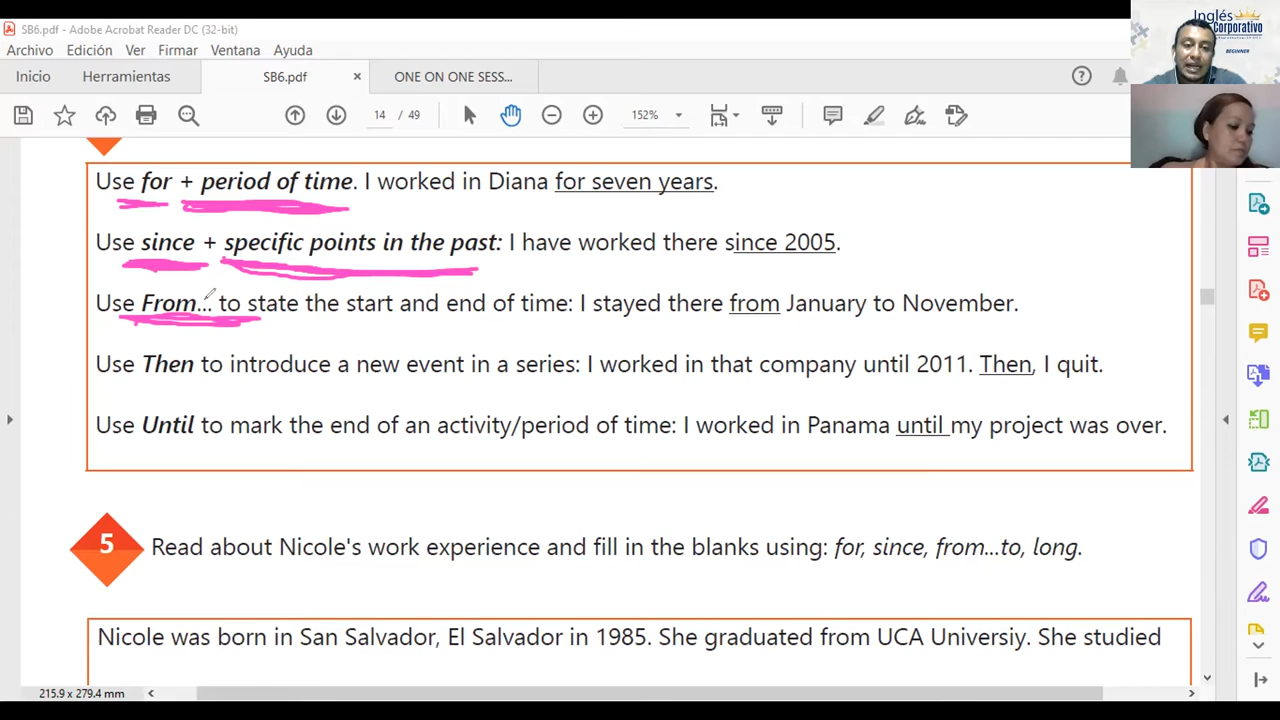 SB6.pdf - Adobe Acrobat Reader DC (32-bit)
Archivo Edición Ver Firmar Ventana Ayuda
Inicio Herramientas SB6.pdf × ONE ON ONE SESS...
14 / 49 152%
Inglés
Corporativo
BEGINNER
Use for + period of time. I worked in Diana for seven years.
Use since + specific points in the past: I have worked there since 2005.
Use From... to state the start and end of time: I stayed there from January to November.
Use Then to introduce a new event in a series: I worked in that company until 2011. Then, I quit.
Use Until to mark the end of an activity/period of time: I worked in Panama until my project was over.
5 Read about Nicole's work experience and fill in the blanks using: for, since, from...to, long.
Nicole was born in San Salvador, El Salvador in 1985. She graduated from UCA Universiy. She studied
215.9 x 279.4 mm